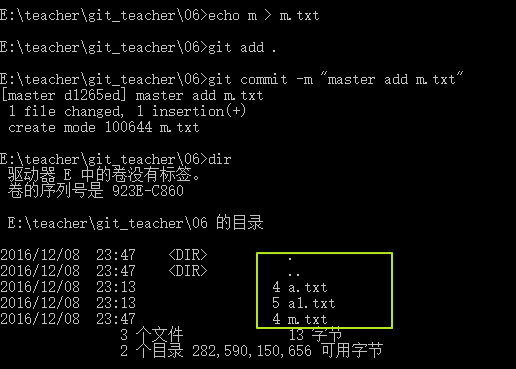 E:\teacher\git_teacher\06>echo m > m.txt
E:\teacher\git_teacher\06>git add .
E:\teacher\git_teacher\06>git commit -m "master add m.txt"
[master d1265ed] master add m.txt
 1 file changed, 1 insertion(+)
 create mode 100644 m.txt
E:\teacher\git_teacher\06>dir
 驱动器 E 中的卷没有标签。
 卷的序列号是 923E-C860
 E:\teacher\git_teacher\06 的目录
2016/12/08  23:47    <DIR>          .
2016/12/08  23:47    <DIR>          ..
2016/12/08  23:13                 4 a.txt
2016/12/08  23:13                 5 a1.txt
2016/12/08  23:47                 4 m.txt
               3 个文件             13 字节
               2 个目录 282,590,150,656 可用字节